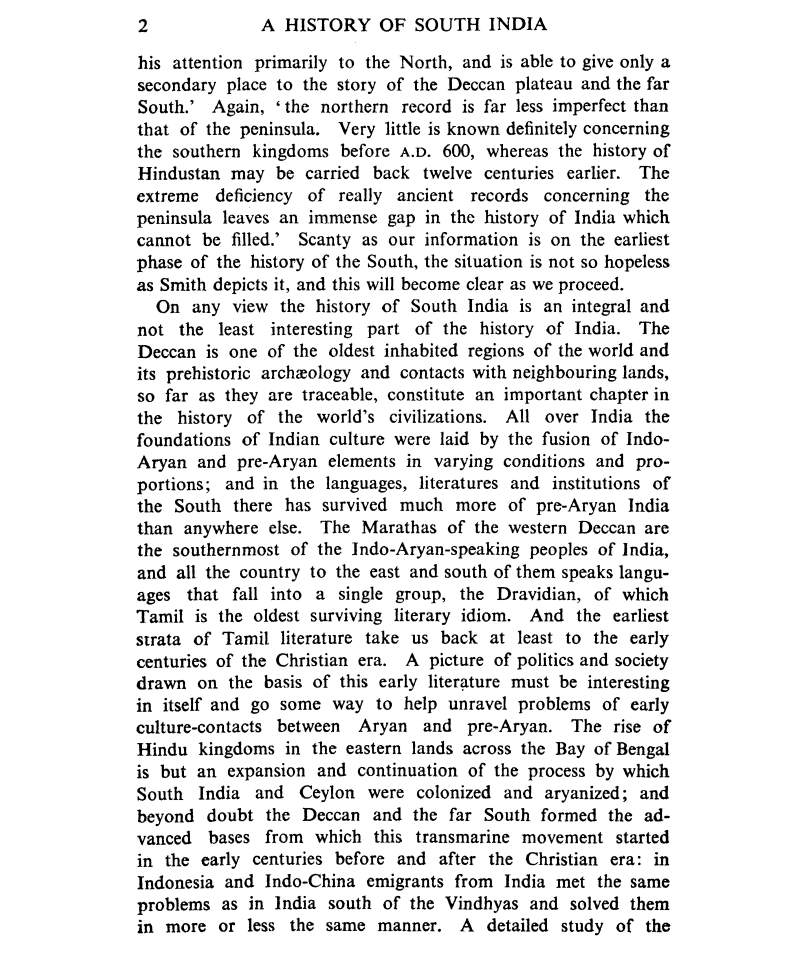 2 A HISTORY OF SOUTH INDIA
his attention primarily to the North, and is able to give only a
secondary place to the story of the Deccan plateau and the far
South.’ Again, ‘the northern record is far less imperfect than
that of the peninsula. Very little is known definitely concerning
the southern kingdoms before A.D. 600, whereas the history of
Hindustan may be carried back twelve centuries earlier. The
extreme deficiency of really ancient records concerning the
peninsula leaves an immense gap in the history of India which
cannot be filled.’ Scanty as our information is on the earliest
phase of the history of the South, the situation is not so hopeless
as Smith depicts it, and this will become clear as we proceed.
On any view the history of South India is an integral and
not the least interesting part of the history of India. The
Deccan is one of the oldest inhabited regions of the world and
its prehistoric archæology and contacts with neighbouring lands,
so far as they are traceable, constitute an important chapter in
the history of the world’s civilizations. All over India the
foundations of Indian culture were laid by the fusion of Indo-
Aryan and pre-Aryan elements in varying conditions and pro-
portions; and in the languages, literatures and institutions of
the South there has survived much more of pre-Aryan India
than anywhere else. The Marathas of the western Deccan are
the southernmost of the Indo-Aryan-speaking peoples of India,
and all the country to the east and south of them speaks langu-
ages that fall into a single group, the Dravidian, of which
Tamil is the oldest surviving literary idiom. And the earliest
strata of Tamil literature take us back at least to the early
centuries of the Christian era. A picture of politics and society
drawn on the basis of this early literature must be interesting
in itself and go some way to help unravel problems of early
culture-contacts between Aryan and pre-Aryan. The rise of
Hindu kingdoms in the eastern lands across the Bay of Bengal
is but an expansion and continuation of the process by which
South India and Ceylon were colonized and aryanized; and
beyond doubt the Deccan and the far South formed the ad-
vanced bases from which this transmarine movement started
in the early centuries before and after the Christian era: in
Indonesia and Indo-China emigrants from India met the same
problems as in India south of the Vindhyas and solved them
in more or less the same manner. A detailed study of the